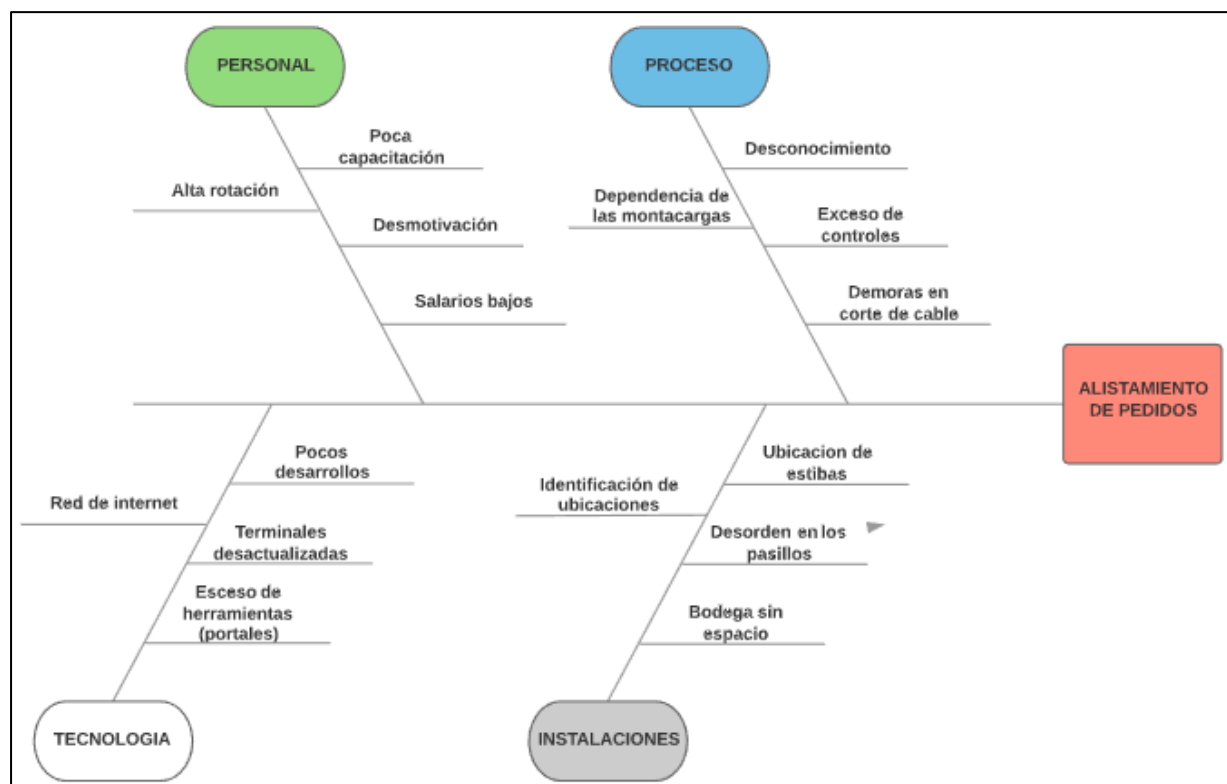 PERSONAL
PROCESO
Poca
capacitación
Alta rotación
Desmotivación
Salarios bajos
Desconocimiento
Dependencia de
las montacargas
Exceso de
controles
Demoras en
corte de cable
ALISTAMIENTO
DE PEDIDOS
Pocos
desarrollos
Red de internet
Terminales
desactualizadas
Esceso de
herramientas
(portales)
Ubicacion de
estibas
Identificación de
ubicaciones
Desorden en los
pasillos
Bodega sin
espacio
TECNOLOGIA
INSTALACIONES